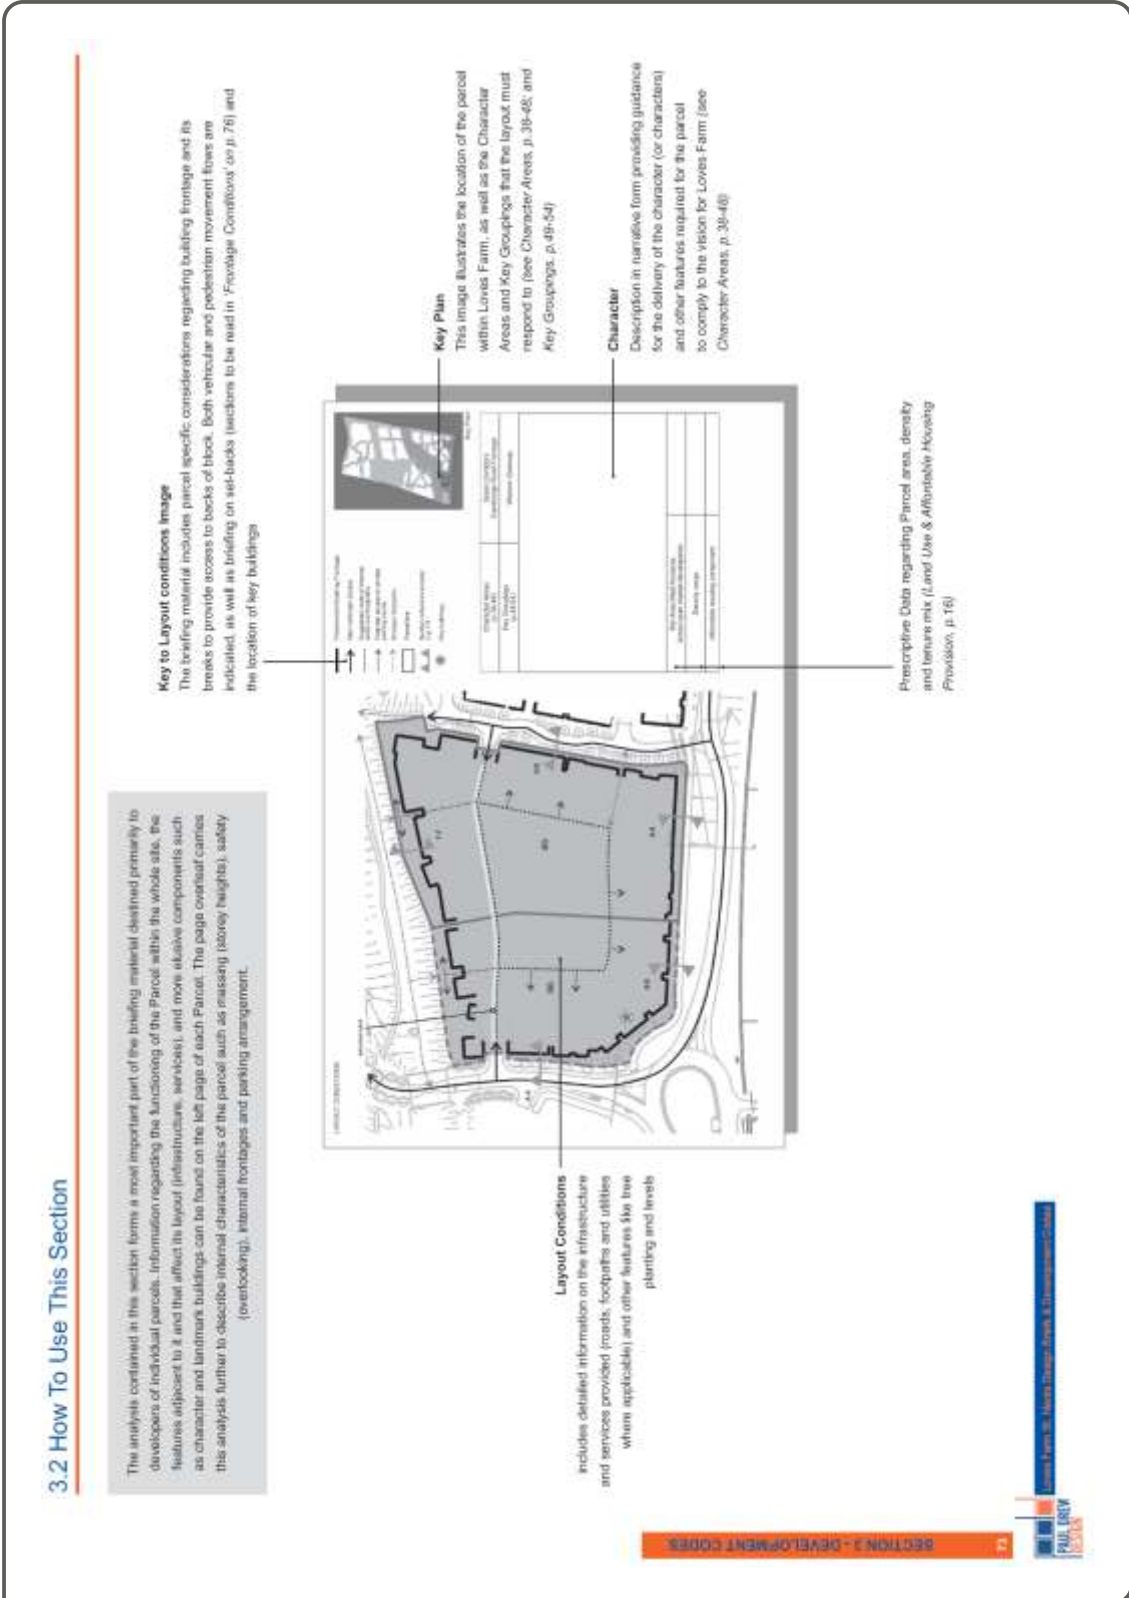 3.2 How To Use This Section
The analysis contained in this section forms a most important part of the briefing material destined primarily to
developers of individual parcels. Information regarding the functioning of the Parcel within the whole site, the
features adjacent to it and that affect its layout (infrastructure, services), and more elusive components such
as character and landmark buildings can be found on the left page of each Parcel. The page overleaf carries
this analysis further to describe internal characteristics of the parcel such as massing (storey heights), safety
(overlooking), internal frontages and parking arrangement.
Key to Layout conditions Image
The briefing material includes parcel specific considerations regarding building frontage and its
breaks to provide access to backs of block. Both vehicular and pedestrian movement flows are
indicated, as well as briefing on set-backs (sections to be read in 'Frontage Conditions' on p.76) and
the location of key buildings
Key Plan
This image illustrates the location of the parcel
within Loves Farm, as well as the Character
Areas and Key Groupings that the layout must
respond to (see Character Areas, p.38-48; and
Key Groupings, p.49-54)
Character
Description in narrative form providing guidance
for the delivery of the character (or characters)
and other features required for the parcel
to comply to the vision for Loves Farm (see
Character Areas, p.38-48)
Layout Conditions
includes detailed information on the infrastructure
and services provided (roads, footpaths and utilities
where applicable) and other features like tree
planting and levels
Prescriptive Data regarding Parcel area, density
and tenure mix (Land Use & Affordable Housing
Provision, p.16)
SECTION 3 - DEVELOPMENT CODES
73
PAUL DREW
DESIGN